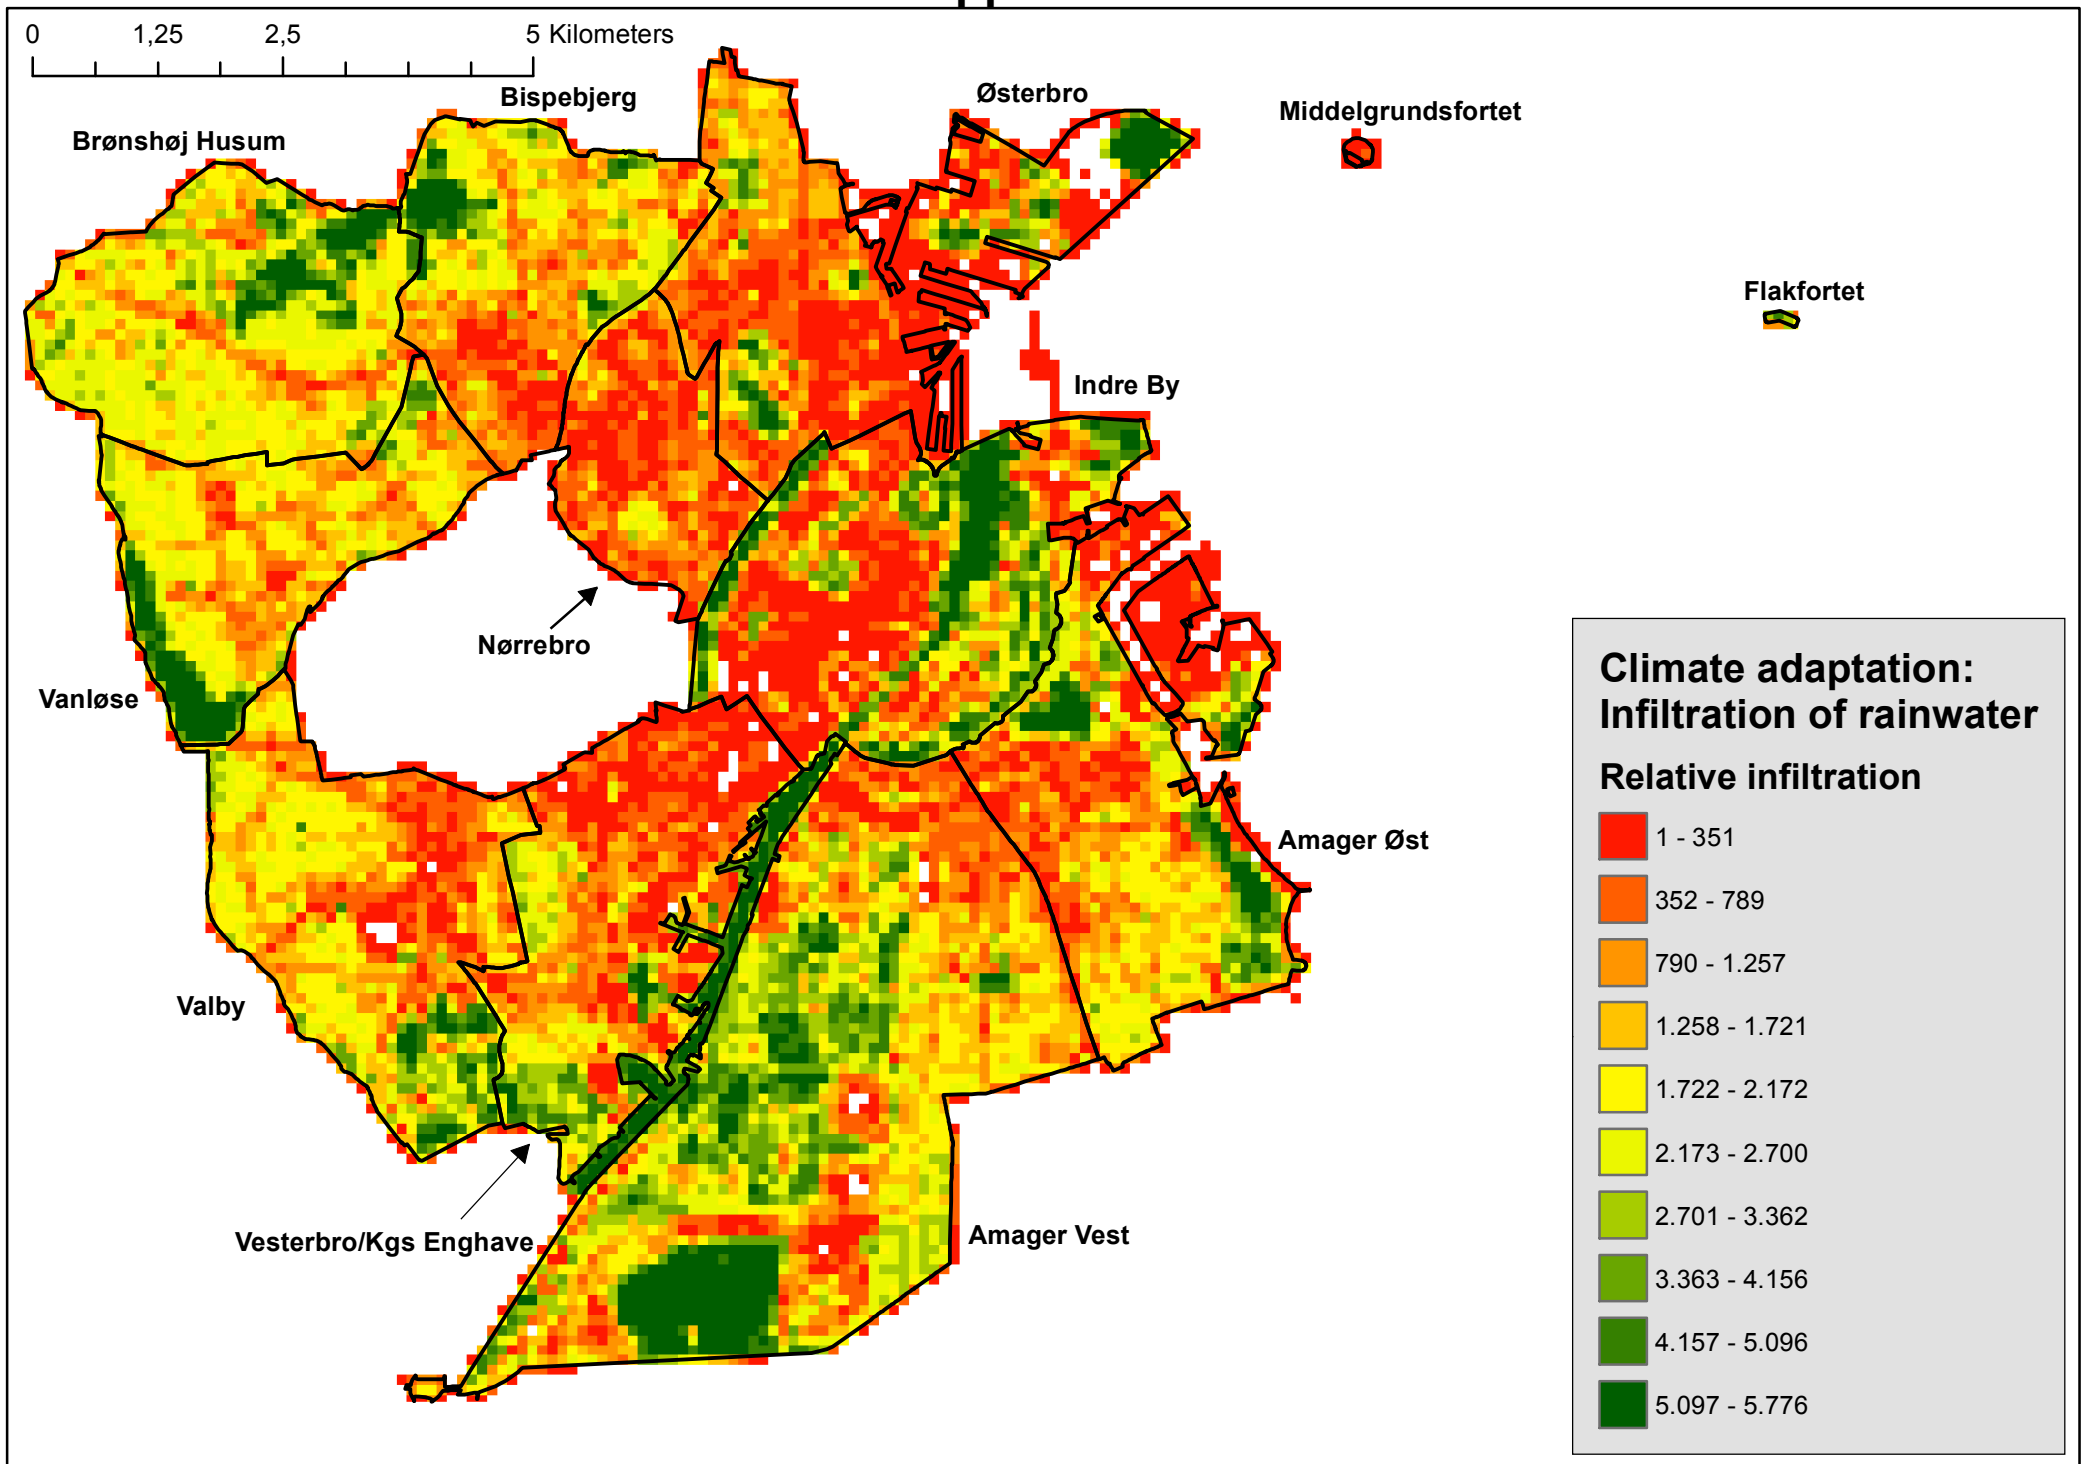 0 1,25 2,5 5 Kilometers
Bispebjerg
Østerbro
Middelgrundsfortet
Brønshøj Husum
Flakfortet
Indre By
Nørrebro
Vanløse
Amager Øst
Valby
Vesterbro/Kgs Enghave
Amager Vest
Climate adaptation:
Infiltration of rainwater
Relative infiltration
1 - 351
352 - 789
790 - 1.257
1.258 - 1.721
1.722 - 2.172
2.173 - 2.700
2.701 - 3.362
3.363 - 4.156
4.157 - 5.096
5.097 - 5.776